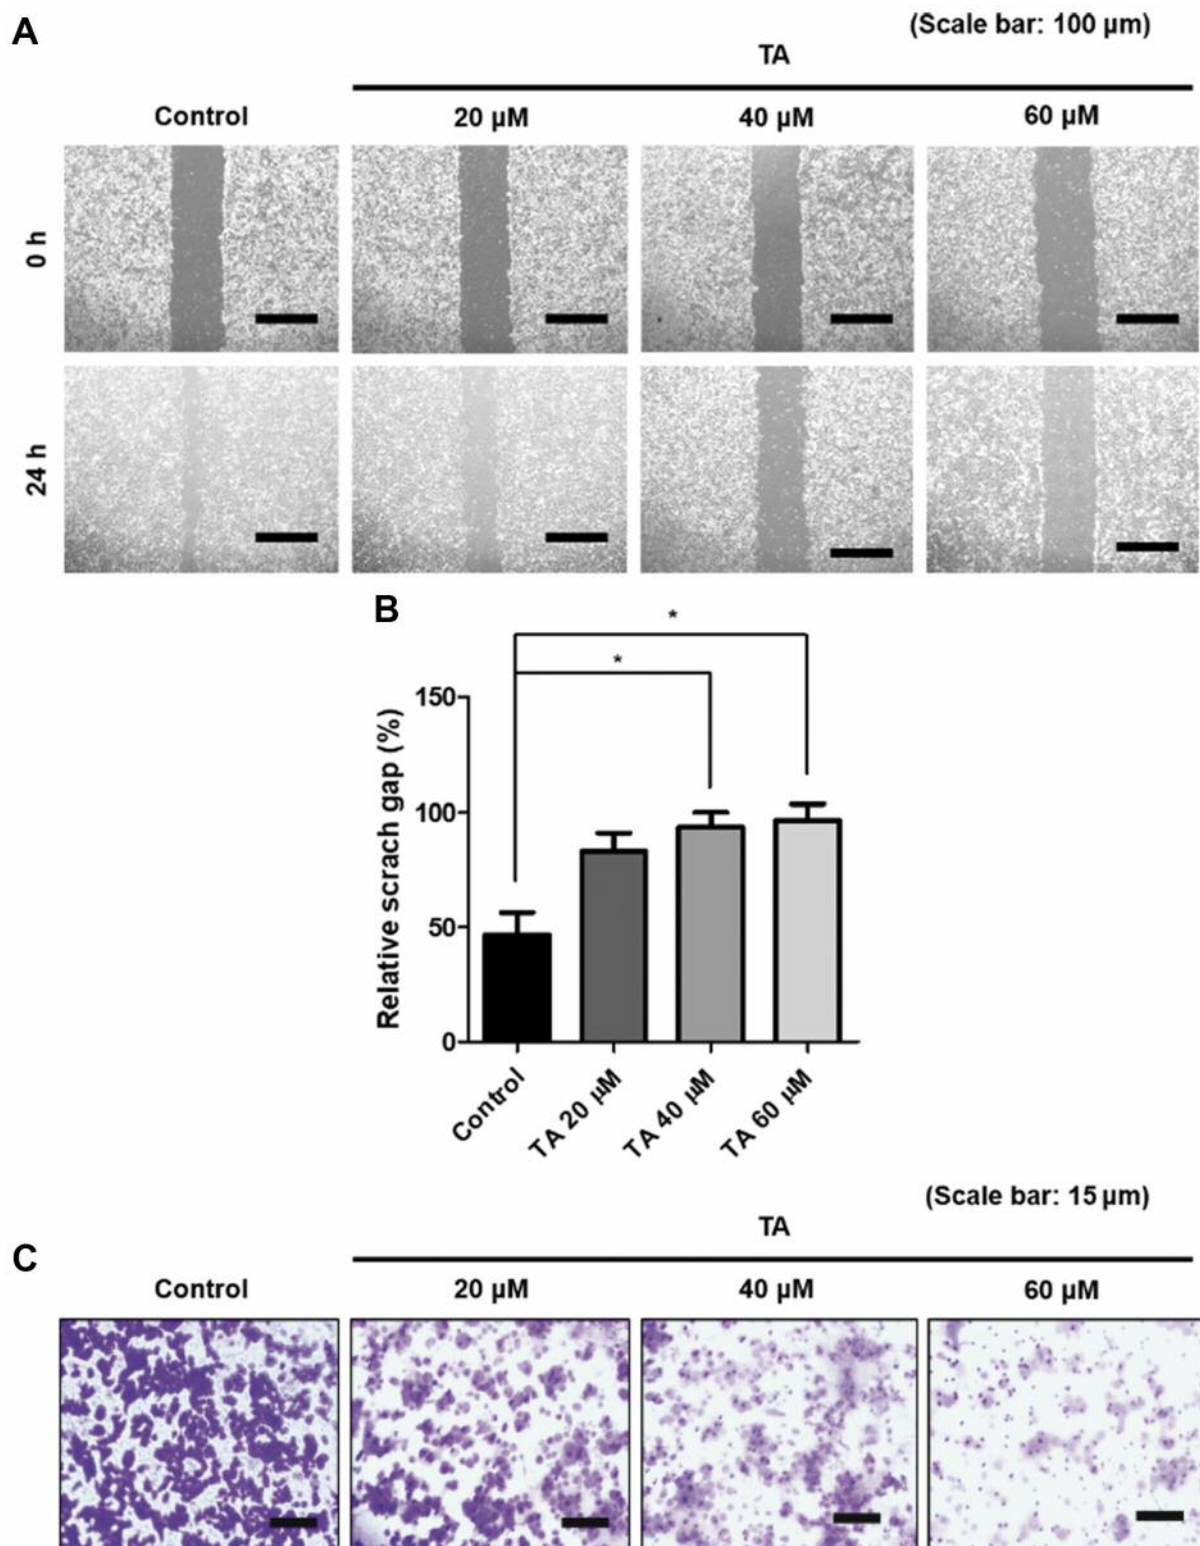 A
(Scale bar: 100 µm)
TA
Control 20 µM 40 µM 60 µM
0 h
24 h
B
*
*
Relative scrach gap (%)
150
100
50
0
Control TA 20 µM TA 40 µM TA 60 µM
(Scale bar: 15 µm)
TA
C
Control 20 µM 40 µM 60 µM